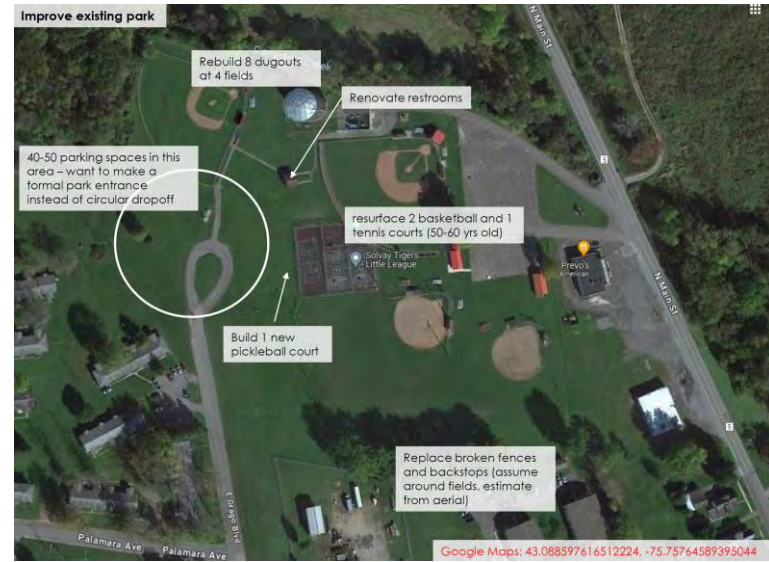 Improve existing park
Rebuild 8 dugouts
at 4 fields
Renovate restrooms
40-50 parking spaces in this
area – want to make a
formal park entrance
instead of circular dropoff
resurface 2 basketball and 1
tennis courts (50-60 yrs old)
Solvay Tigers
Little League
Prevo's
American
Build 1 new
pickleball court
Replace broken fences
and backstops (assume
around fields, estimate
from aerial)
N Main St
N Main St
5
5
Palamara Ave
Palamara Ave
Google Maps: 43.088597616512224, -75.75764589395044